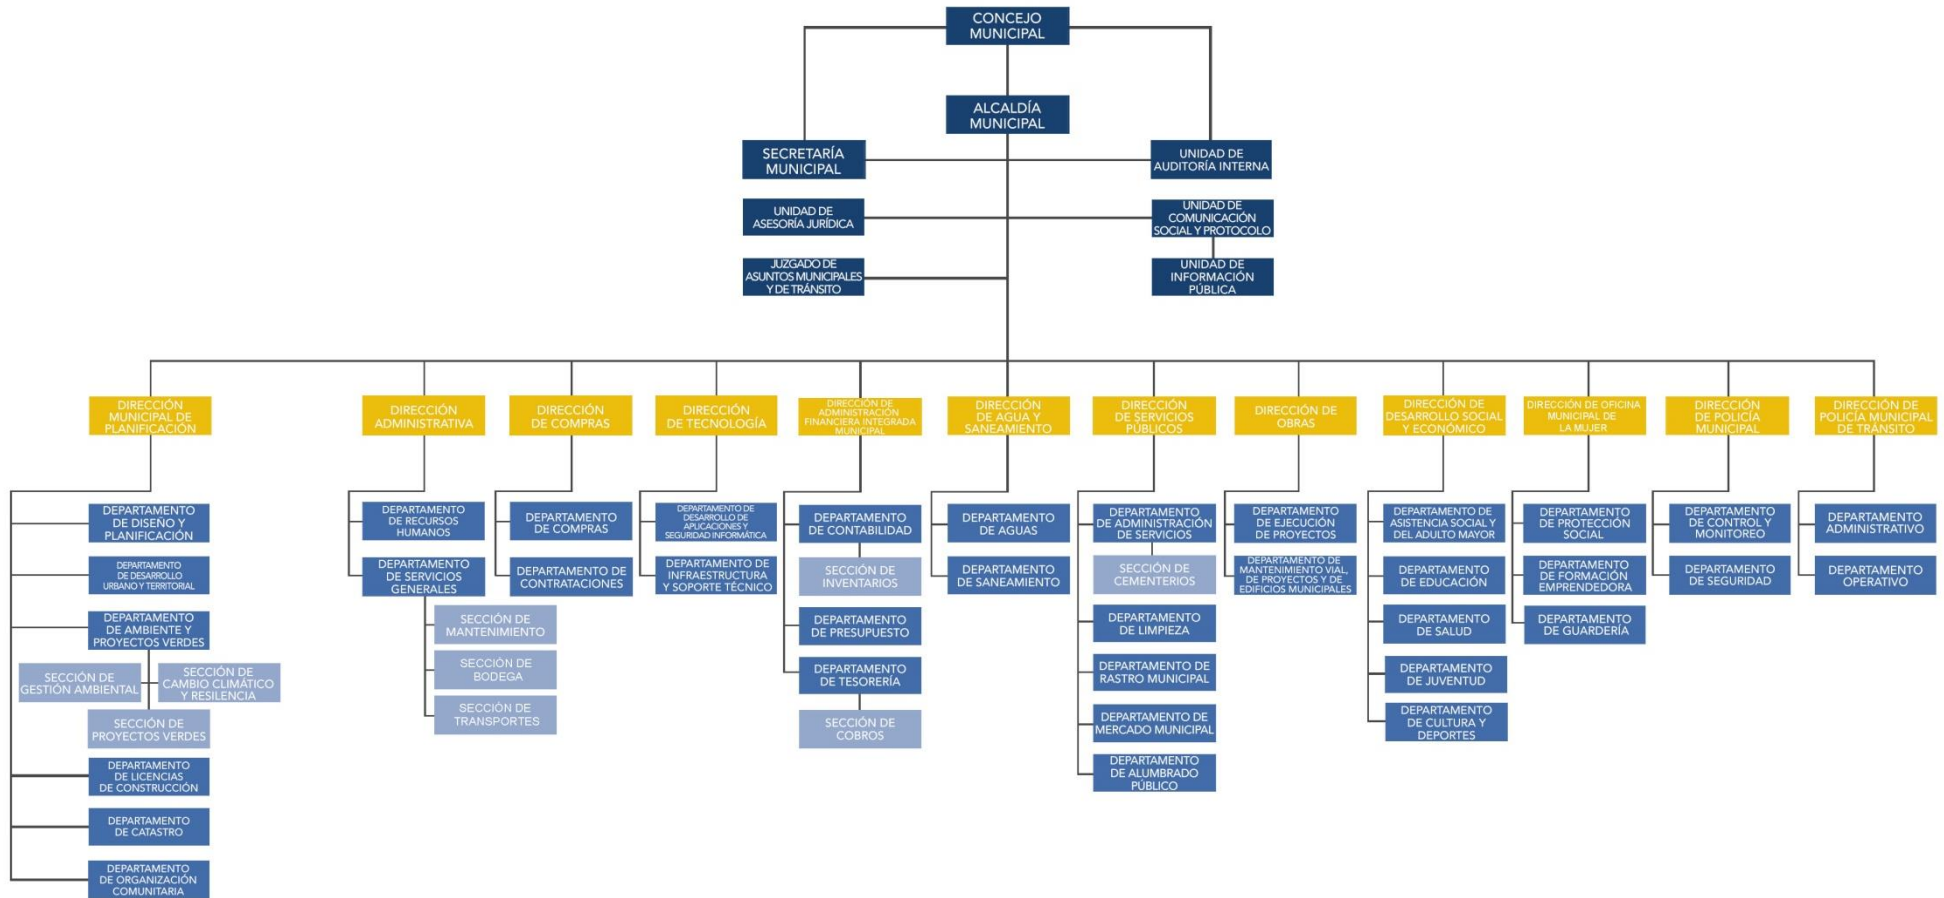 CONCEJO
MUNICIPAL
ALCALDÍA
MUNICIPAL
SECRETARÍA
MUNICIPAL
UNIDAD DE
AUDITORÍA INTERNA
UNIDAD DE
ASESORÍA JURÍDICA
UNIDAD DE
COMUNICACIÓN
SOCIAL Y PROTOCOLO
JUZGADO DE
ASUNTOS MUNICIPALES
Y DE TRÁNSITO
UNIDAD DE
INFORMACIÓN
PÚBLICA
DIRECCIÓN
MUNICIPAL DE
PLANIFICACIÓN
DIRECCIÓN
ADMINISTRATIVA
DIRECCIÓN
DE COMPRAS
DIRECCIÓN
DE TECNOLOGÍA
DIRECCIÓN DE
ADMINISTRACIÓN
FINANCIERA INTEGRADA
MUNICIPAL
DIRECCIÓN
DE AGUA Y
SANEAMIENTO
DIRECCIÓN
DE SERVICIOS
PÚBLICOS
DIRECCIÓN DE
OBRAS
DIRECCIÓN DE
DESARROLLO SOCIAL
Y ECONÓMICO
DIRECCIÓN DE OFICINA
MUNICIPAL DE
LA MUJER
DIRECCIÓN
DE POLICÍA
MUNICIPAL
DIRECCIÓN DE
POLICÍA MUNICIPAL
DE TRÁNSITO
DEPARTAMENTO
DE DISEÑO Y
PLANIFICACIÓN
DEPARTAMENTO
DE DESARROLLO
URBANO Y TERRITORIAL
DEPARTAMENTO
DE AMBIENTE Y
PROYECTOS VERDES
SECCIÓN DE
GESTIÓN AMBIENTAL
SECCIÓN DE
CAMBIO CLIMÁTICO
Y RESILENCIA
SECCIÓN DE
PROYECTOS VERDES
DEPARTAMENTO
DE LICENCIAS
DE CONSTRUCCIÓN
DEPARTAMENTO
DE CATASTRO
DEPARTAMENTO
DE ORGANIZACIÓN
COMUNITARIA
DEPARTAMENTO
DE RECURSOS
HUMANOS
DEPARTAMENTO
DE SERVICIOS
GENERALES
SECCIÓN DE
MANTENIMIENTO
SECCIÓN DE
BODEGA
SECCIÓN DE
TRANSPORTES
DEPARTAMENTO
DE COMPRAS
DEPARTAMENTO DE
CONTRATACIONES
DEPARTAMENTO DE
DESARROLLO DE
APLICACIONES Y
SEGURIDAD INFORMÁTICA
DEPARTAMENTO DE
INFRAESTRUCTURA
Y SOPORTE TÉCNICO
DEPARTAMENTO
DE CONTABILIDAD
SECCIÓN DE
INVENTARIOS
DEPARTAMENTO
DE PRESUPUESTO
DEPARTAMENTO
DE TESORERÍA
SECCIÓN DE
COBROS
DEPARTAMENTO
DE AGUAS
DEPARTAMENTO
DE SANEAMIENTO
DEPARTAMENTO
DE ADMINISTRACIÓN
DE SERVICIOS
SECCIÓN DE
CEMENTERIOS
DEPARTAMENTO
DE LIMPIEZA
DEPARTAMENTO DE
RASTRO MUNICIPAL
DEPARTAMENTO DE
MERCADO MUNICIPAL
DEPARTAMENTO
DE ALUMBRADO
PÚBLICO
DEPARTAMENTO
DE EJECUCIÓN
DE PROYECTOS
DEPARTAMENTO DE
MANTENIMIENTO VIAL,
DE PROYECTOS Y DE
EDIFICIOS MUNICIPALES
DEPARTAMENTO DE
ASISTENCIA SOCIAL Y
DEL ADULTO MAYOR
DEPARTAMENTO
DE EDUCACIÓN
DEPARTAMENTO
DE SALUD
DEPARTAMENTO
DE JUVENTUD
DEPARTAMENTO
DE CULTURA Y
DEPORTES
DEPARTAMENTO
DE PROTECCIÓN
SOCIAL
DEPARTAMENTO
DE FORMACIÓN
EMPRENDEDORA
DEPARTAMENTO
DE GUARDERÍA
DEPARTAMENTO
DE CONTROL Y
MONITOREO
DEPARTAMENTO
DE SEGURIDAD
DEPARTAMENTO
ADMINISTRATIVO
DEPARTAMENTO
OPERATIVO